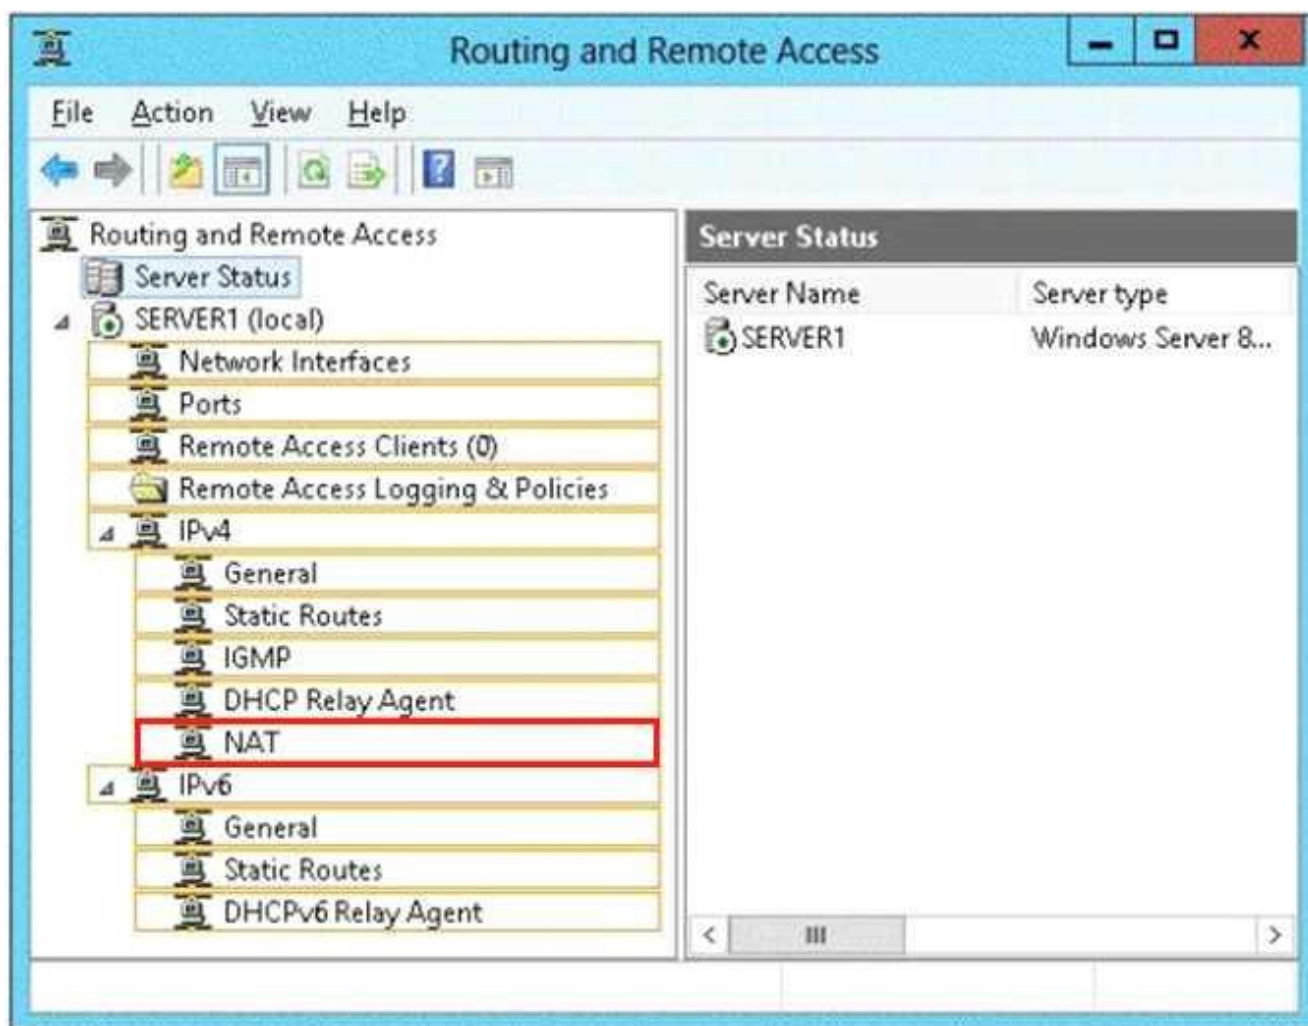 Routing and Remote Access
File Action View Help
Routing and Remote Access
Server Status
SERVER1 (local)
Network Interfaces
Ports
Remote Access Clients (0)
Remote Access Logging & Policies
IPv4
General
Static Routes
IGMP
DHCP Relay Agent
NAT
IPv6
General
Static Routes
DHCPv6 Relay Agent
Server Status
Server Name Server type
SERVER1 Windows Server 8...